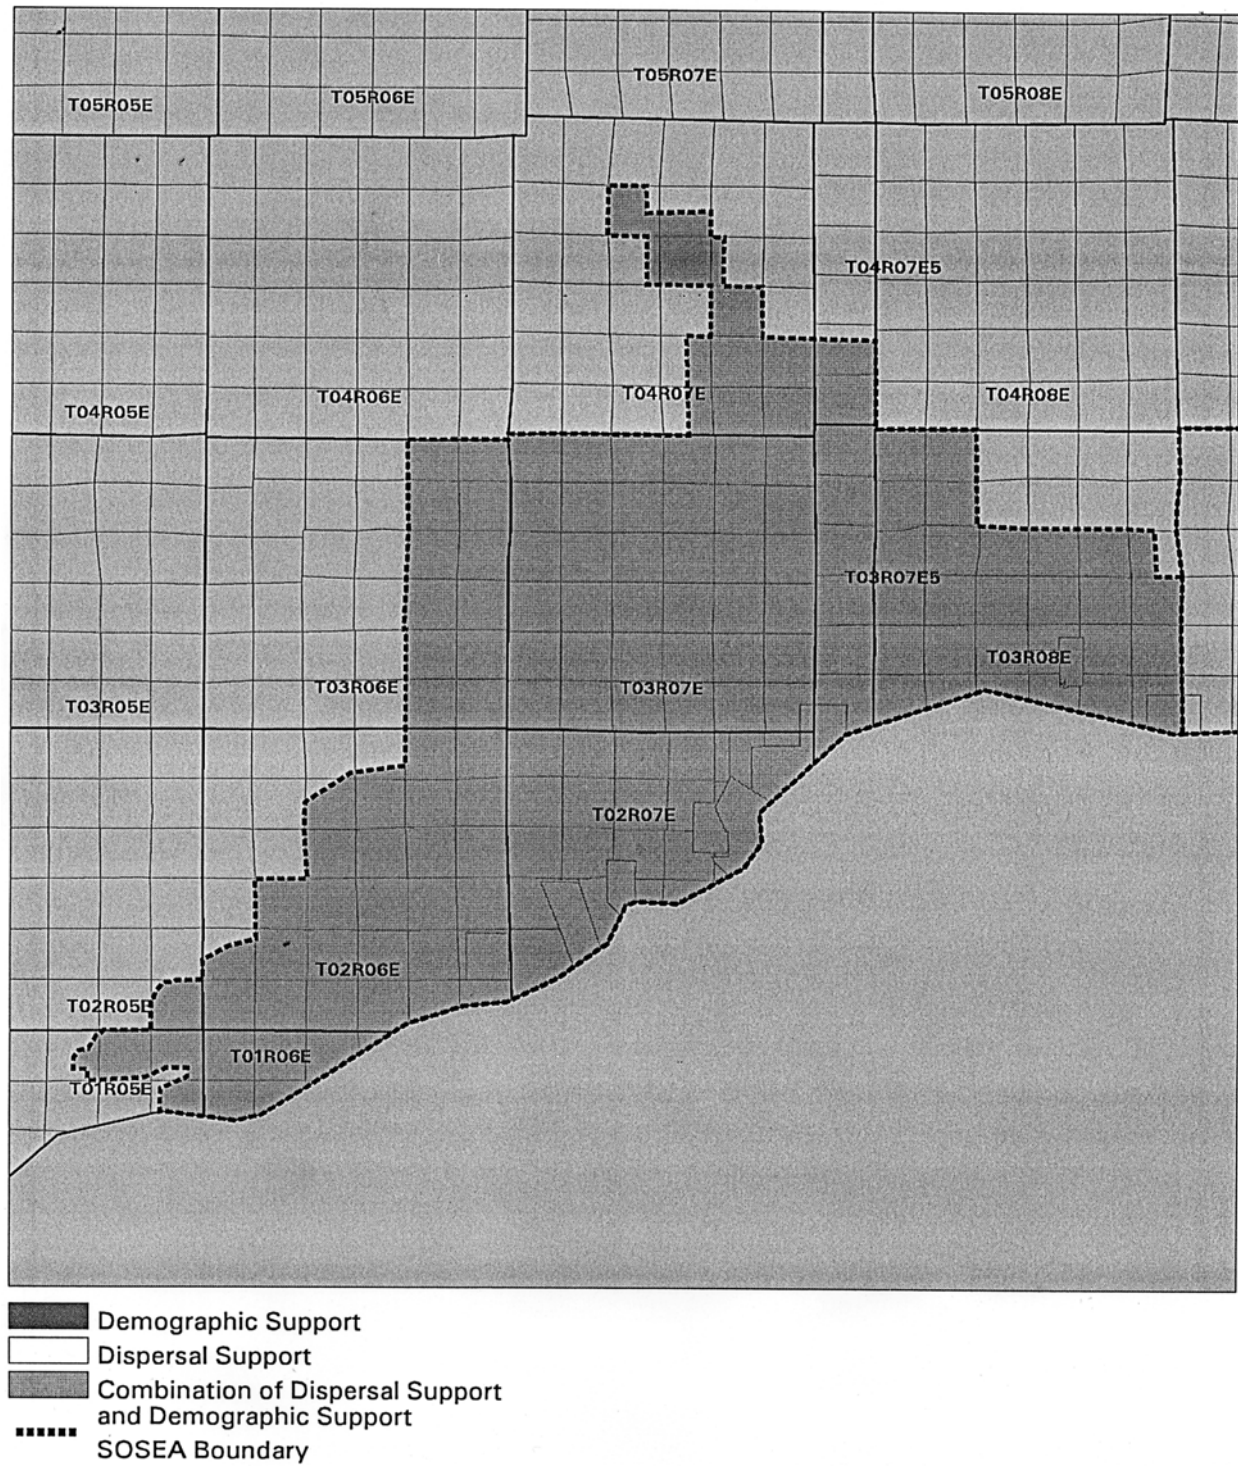 T05R05E
T05R06E
T05R07E
T05R08E
T04R07E5
T04R05E
T04R06E
T04R07E
T04R08E
T03R07E5
T03R05E
T03R06E
T03R07E
T03R08E
T02R07E
T02R05E
T02R06E
T01R05E
T01R06E
Demographic Support
Dispersal Support
Combination of Dispersal Support
and Demographic Support
SOSEA Boundary